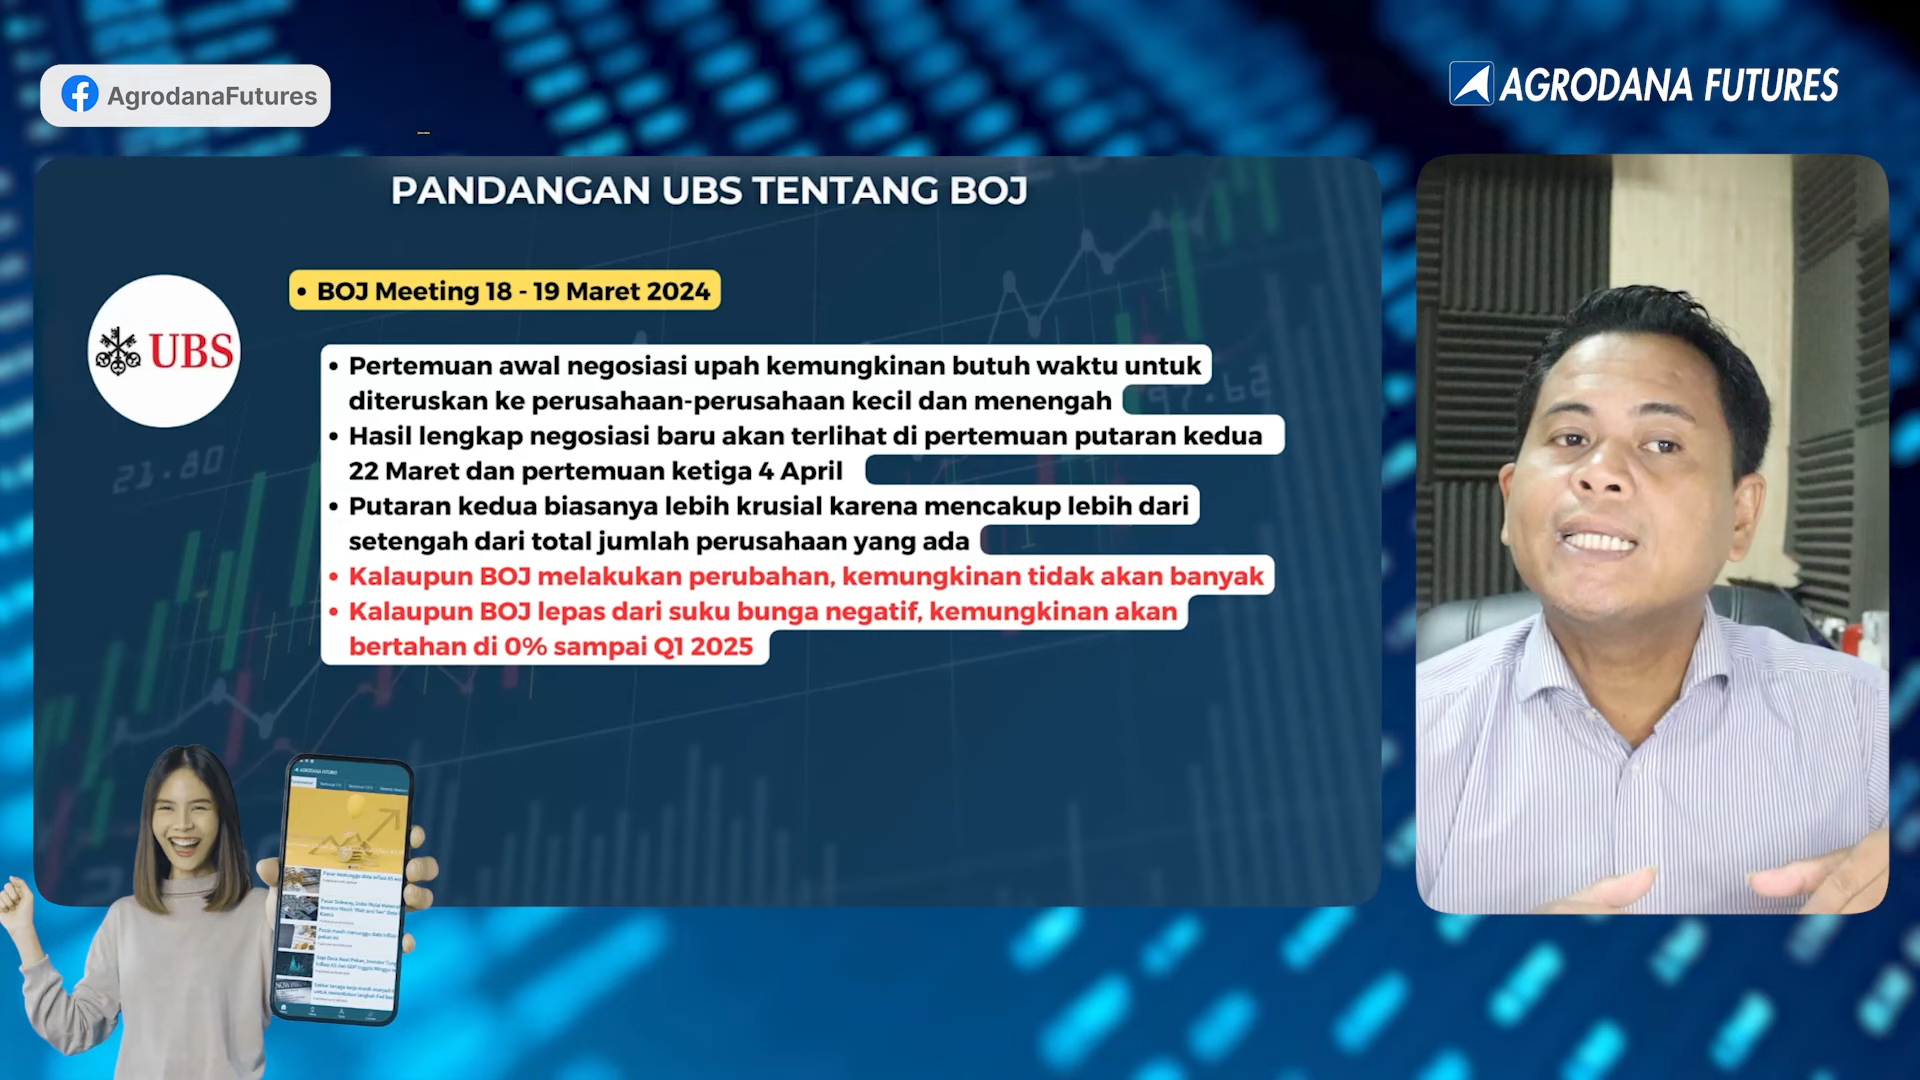 AgrodanaFutures
AGRODANA FUTURES
PANDANGAN UBS TENTANG BOJ
UBS
• BOJ Meeting 18 - 19 Maret 2024
• Pertemuan awal negosiasi upah kemungkinan butuh waktu untuk
diteruskan ke perusahaan-perusahaan kecil dan menengah
• Hasil lengkap negosiasi baru akan terlihat di pertemuan putaran kedua
22 Maret dan pertemuan ketiga 4 April
• Putaran kedua biasanya lebih krusial karena mencakup lebih dari
setengah dari total jumlah perusahaan yang ada
• Kalaupun BOJ melakukan perubahan, kemungkinan tidak akan banyak
• Kalaupun BOJ lepas dari suku bunga negatif, kemungkinan akan
bertahan di 0% sampai Q1 2025
21.80
AGRODANA FUTURES